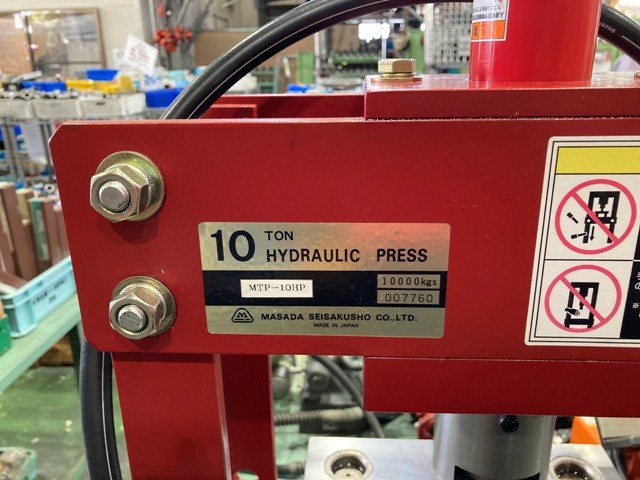 10 TON
HYDRAULIC PRESS
MTP-10HP
10000kgs
007760
MASADA SEISAKUSHO CO.,LTD.
MADE IN JAPAN